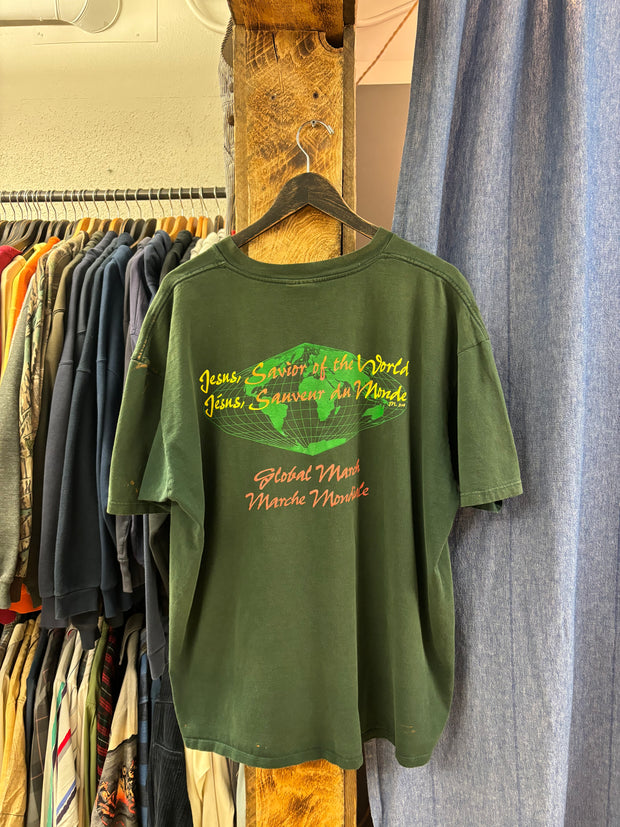 Jesus, Savior of the World
Jésus, Sauveur du Monde
Global March
Marche Mondiale